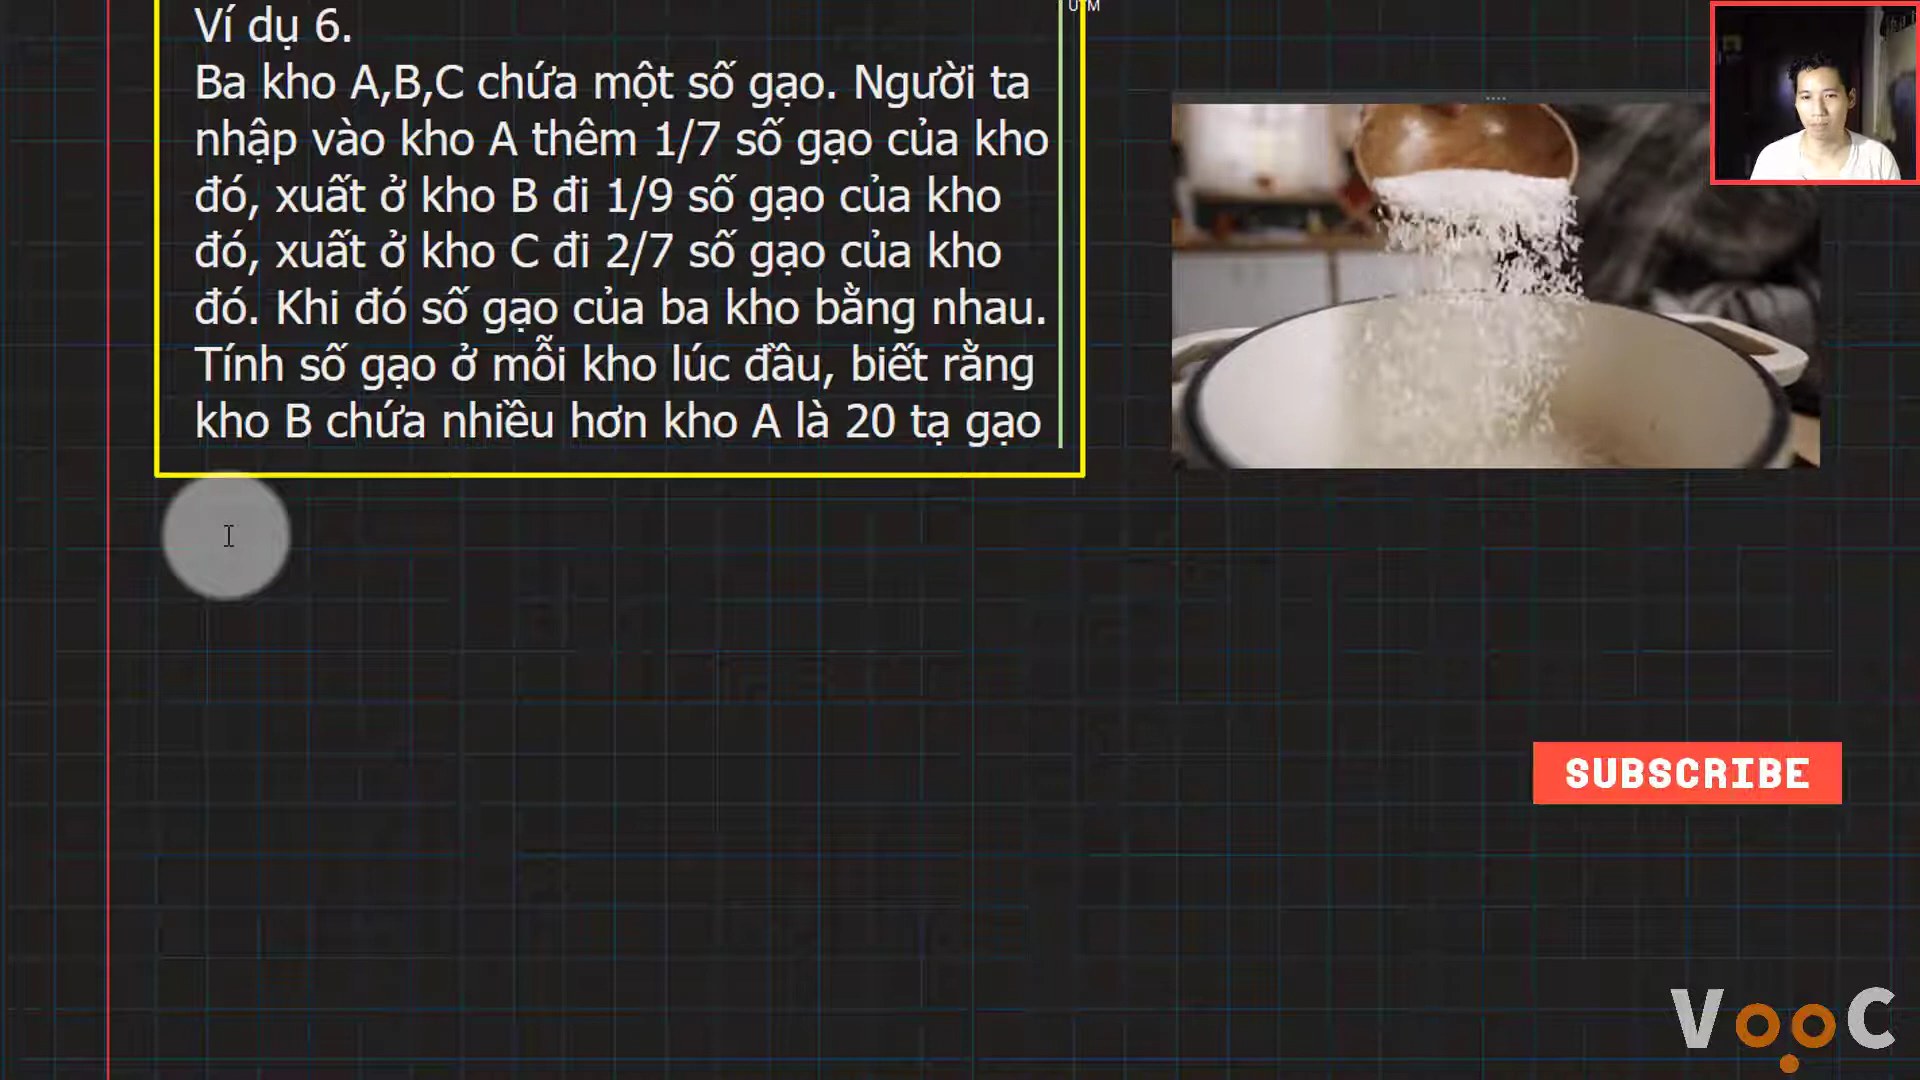 UTM
Ví dụ 6.
Ba kho A,B,C chứa một số gạo. Người ta
nhập vào kho A thêm 1/7 số gạo của kho
đó, xuất ở kho B đi 1/9 số gạo của kho
đó, xuất ở kho C đi 2/7 số gạo của kho
đó. Khi đó số gạo của ba kho bằng nhau.
Tính số gạo ở mỗi kho lúc đầu, biết rằng
kho B chứa nhiều hơn kho A là 20 tạ gạo
SUBSCRIBE
VooC